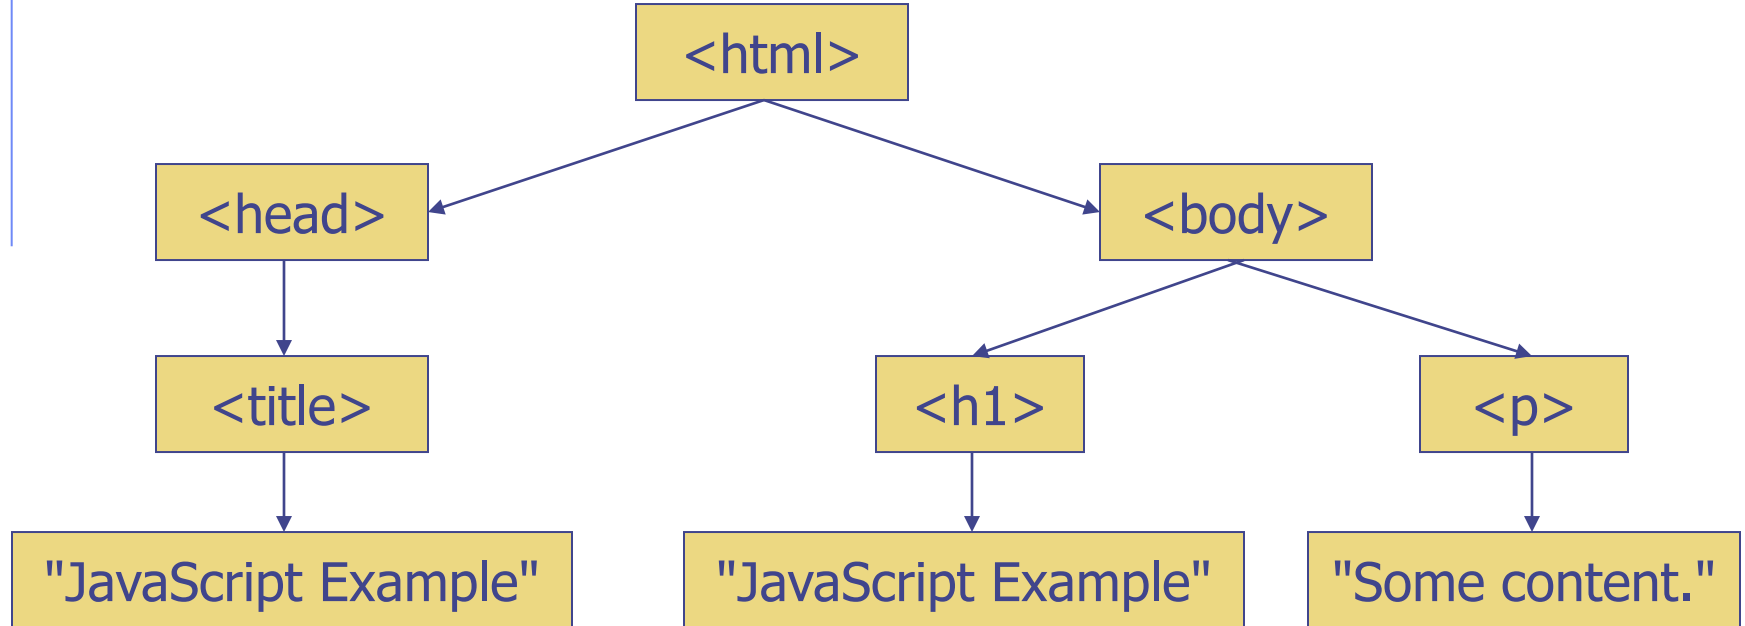 <html>
<head>
<body>
<title>
<h1>
<p>
"JavaScript Example"
"JavaScript Example"
"Some content."